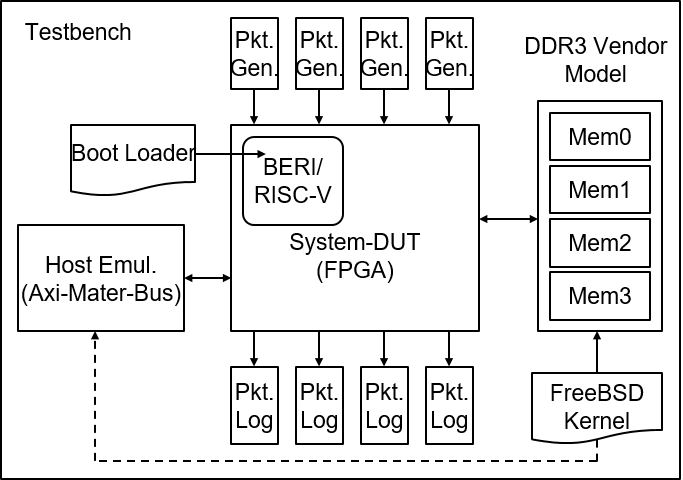 Testbench
Pkt.
Gen.
Pkt.
Gen.
Pkt.
Gen.
Pkt.
Gen.
DDR3 Vendor
Model
Boot Loader
BERI/
RISC-V
Mem0
Mem1
Mem2
Mem3
System-DUT
(FPGA)
Host Emul.
(Axi-Mater-Bus)
Pkt.
Log
Pkt.
Log
Pkt.
Log
Pkt.
Log
FreeBSD
Kernel